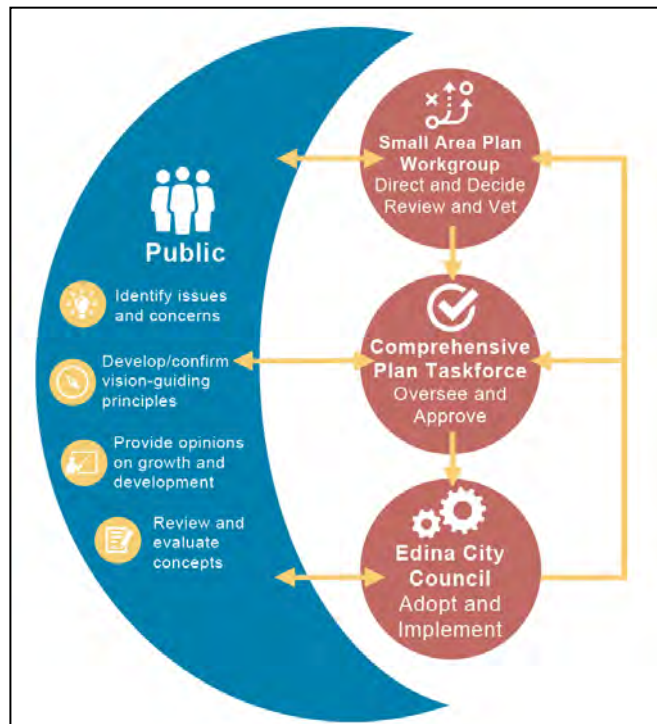 Public
Identify issues
and concerns
Develop/confirm
vision-guiding
principles
Provide opinions
on growth and
development
Review and
evaluate
concepts
Small Area Plan
Workgroup
Direct and Decide
Review and Vet
Comprehensive
Plan Taskforce
Oversee and
Approve
Edina City
Council
Adopt and
Implement